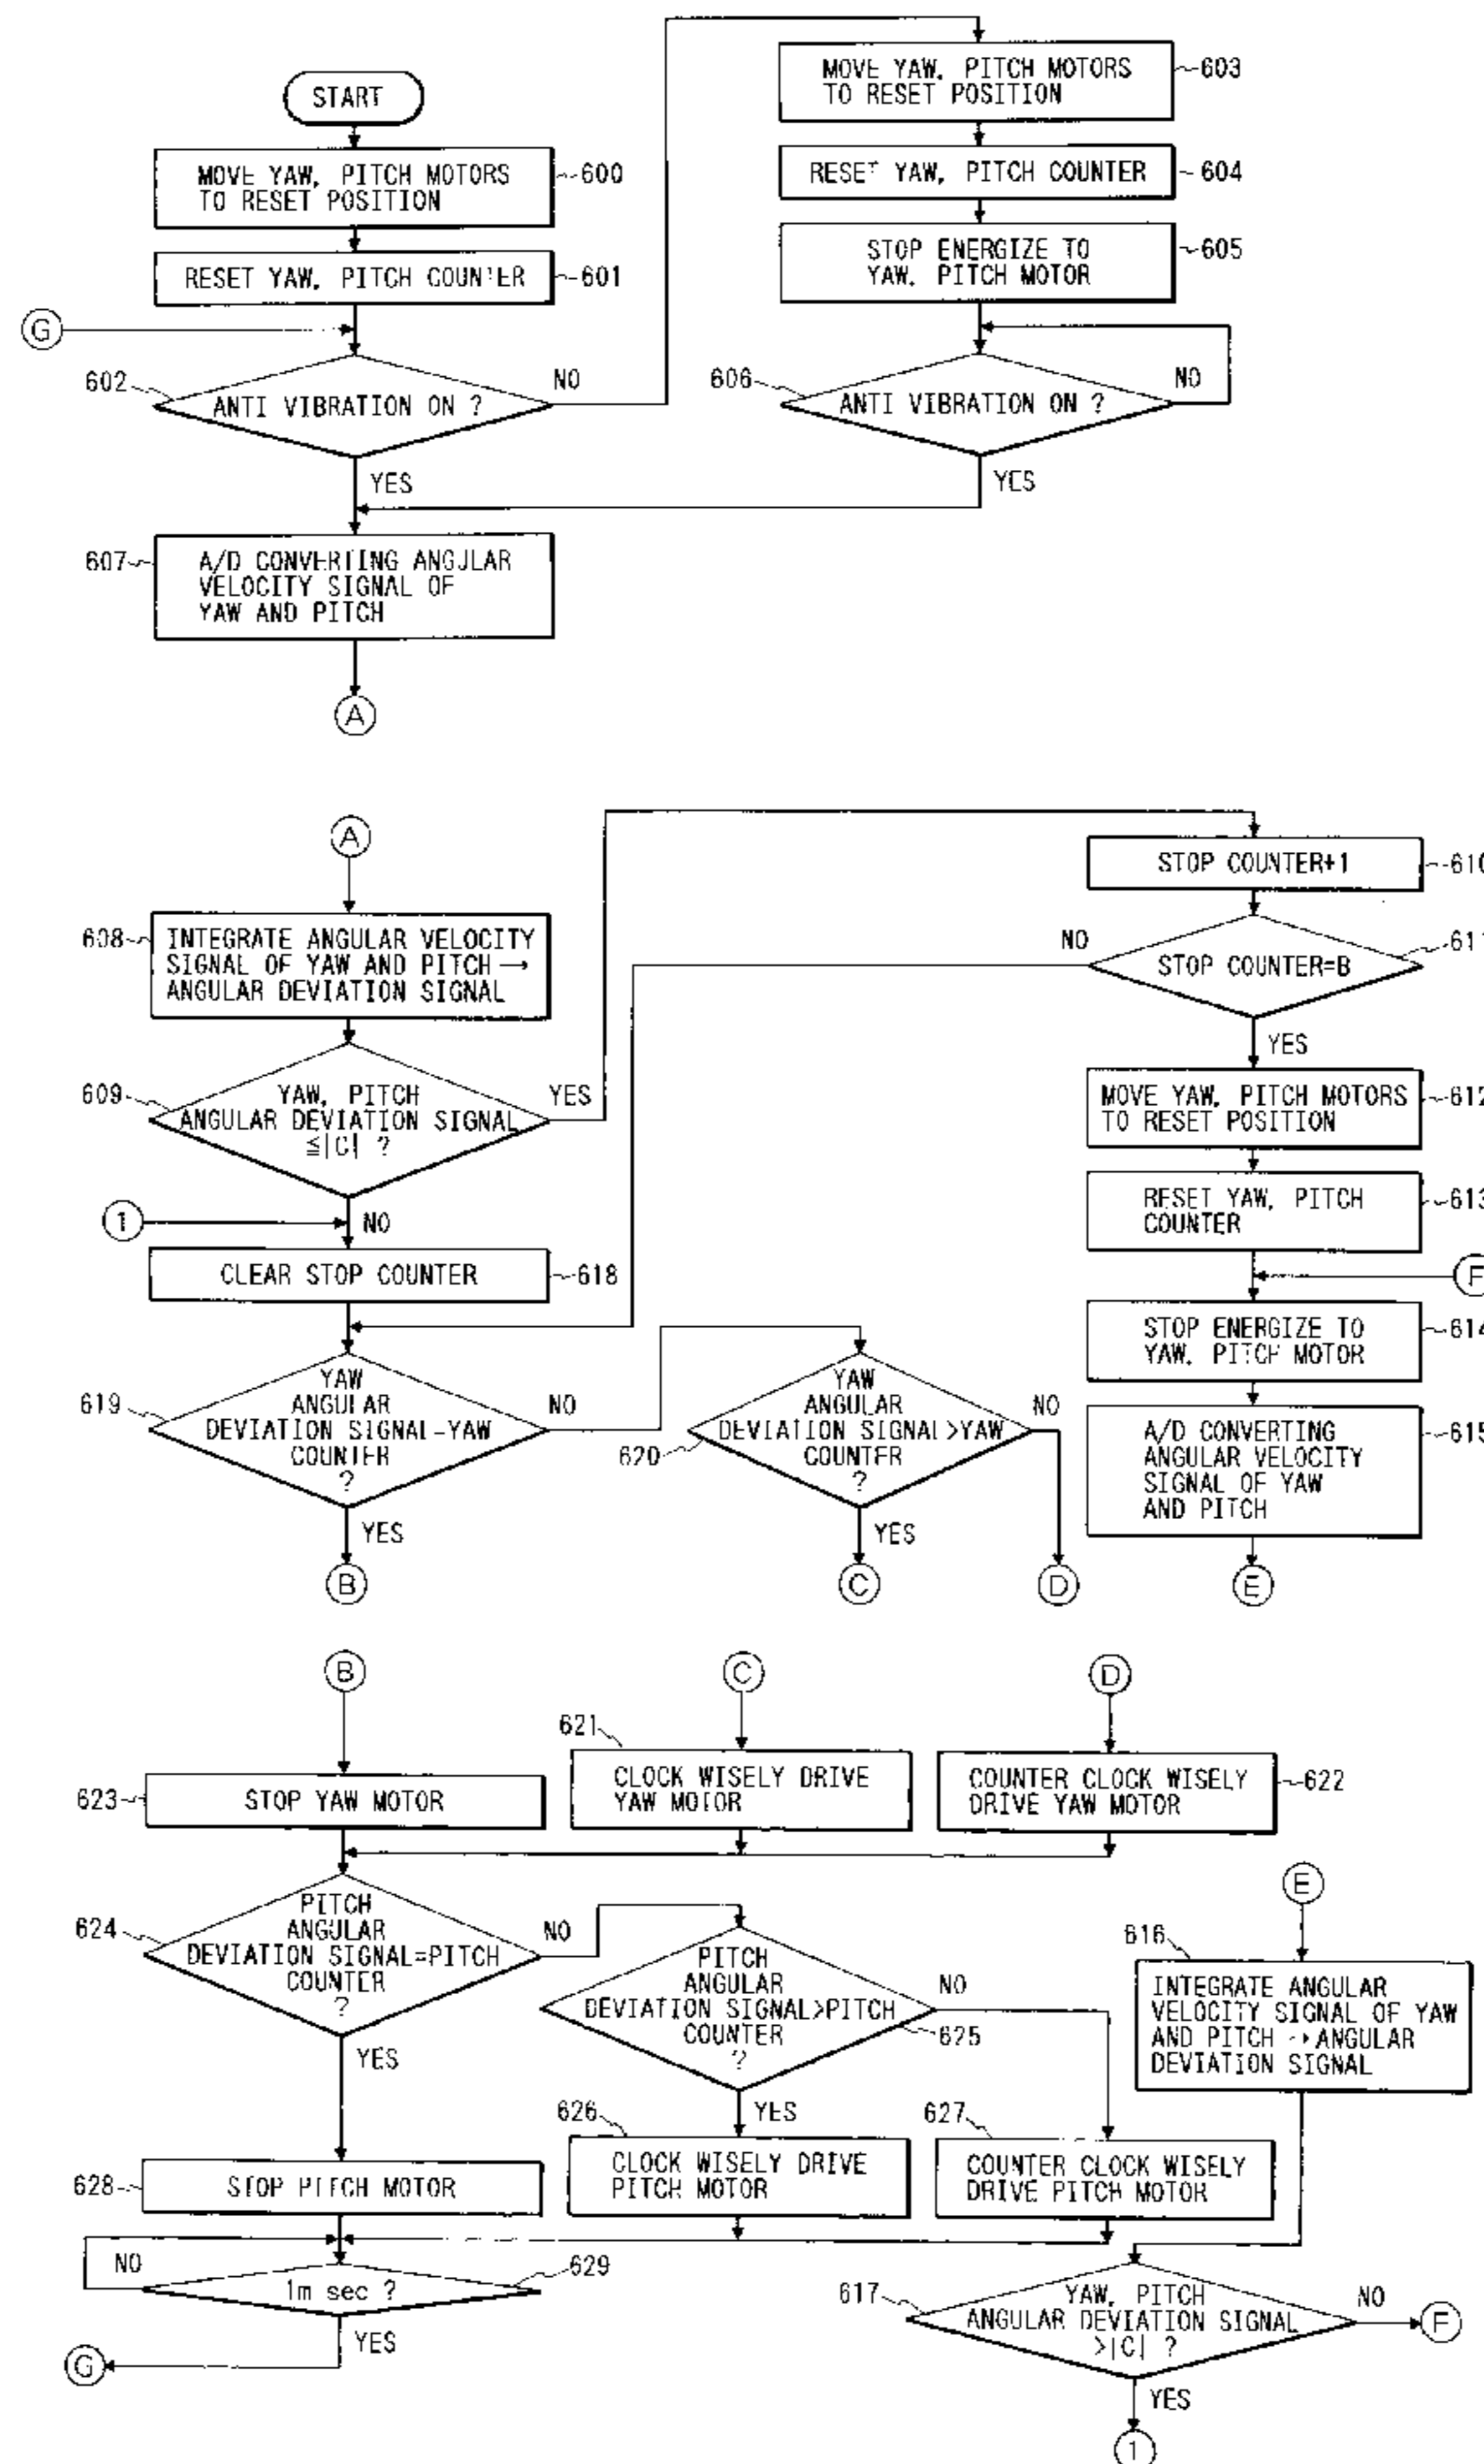 START
MOVE YAW, PITCH MOTORS
TO RESET POSITION
600
RESET YAW, PITCH COUNTER
601
G
602
ANTI VIBRATION ON ?
NO
YES
MOVE YAW, PITCH MOTORS
TO RESET POSITION
603
RESET YAW, PITCH COUNTER
604
STOP ENERGIZE TO
YAW, PITCH MOTOR
605
606
ANTI VIBRATION ON ?
NO
YES
607
A/D CONVERTING ANGULAR
VELOCITY SIGNAL OF
YAW AND PITCH
A
A
608
INTEGRATE ANGULAR VELOCITY
SIGNAL OF YAW AND PITCH →
ANGULAR DEVIATION SIGNAL
609
YAW, PITCH
ANGULAR DEVIATION SIGNAL
≦|C| ?
YES
NO
1
CLEAR STOP COUNTER
618
619
YAW
ANGULAR
DEVIATION SIGNAL=YAW
COUNTER
?
NO
YES
B
620
YAW
ANGULAR
DEVIATION SIGNAL>YAW
COUNTER
?
NO
YES
C
D
STOP COUNTER+1
610
STOP COUNTER=B
611
NO
YES
MOVE YAW, PITCH MOTORS
TO RESET POSITION
612
RESET YAW, PITCH
COUNTER
613
F
STOP ENERGIZE TO
YAW, PITCH MOTOR
614
A/D CONVERTING
ANGULAR VELOCITY
SIGNAL OF YAW
AND PITCH
615
E
B
C
D
623
STOP YAW MOTOR
621
CLOCK WISELY DRIVE
YAW MOTOR
COUNTER CLOCK WISELY
DRIVE YAW MOTOR
622
624
PITCH
ANGULAR
DEVIATION SIGNAL=PITCH
COUNTER
?
NO
YES
PITCH
ANGULAR
DEVIATION SIGNAL>PITCH
COUNTER
?
625
NO
YES
E
616
INTEGRATE ANGULAR
VELOCITY SIGNAL OF YAW
AND PITCH → ANGULAR
DEVIATION SIGNAL
628
STOP PITCH MOTOR
626
CLOCK WISELY DRIVE
PITCH MOTOR
627
COUNTER CLOCK WISELY
DRIVE PITCH MOTOR
NO
1m sec ?
629
YES
G
617
YAW, PITCH
ANGULAR DEVIATION SIGNAL
>|C| ?
NO
F
YES
1